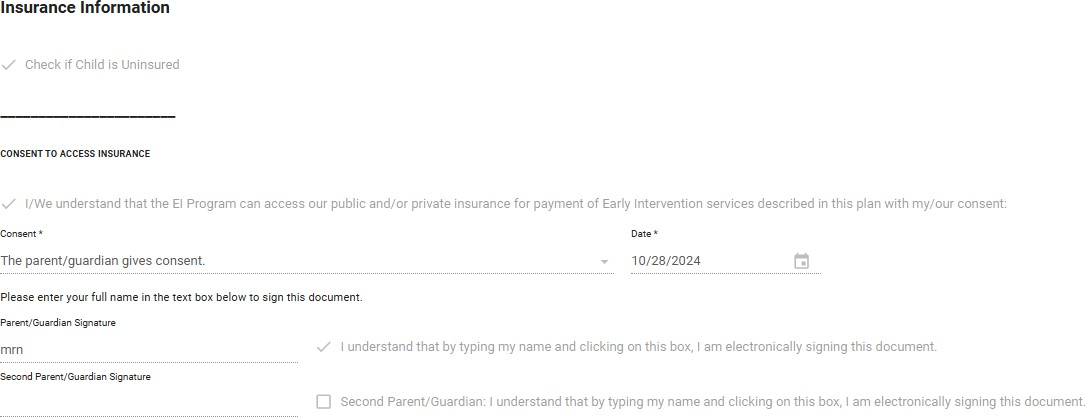 Insurance Information
Check if Child is Uninsured
CONSENT TO ACCESS INSURANCE
I/We understand that the EI Program can access our public and/or private insurance for payment of Early Intervention services described in this plan with my/our consent:
Consent * Date *
The parent/guardian gives consent. 10/28/2024
Please enter your full name in the text box below to sign this document.
Parent/Guardian Signature
mrn I understand that by typing my name and clicking on this box, I am electronically signing this document.
Second Parent/Guardian Signature
Second Parent/Guardian: I understand that by typing my name and clicking on this box, I am electronically signing this document.